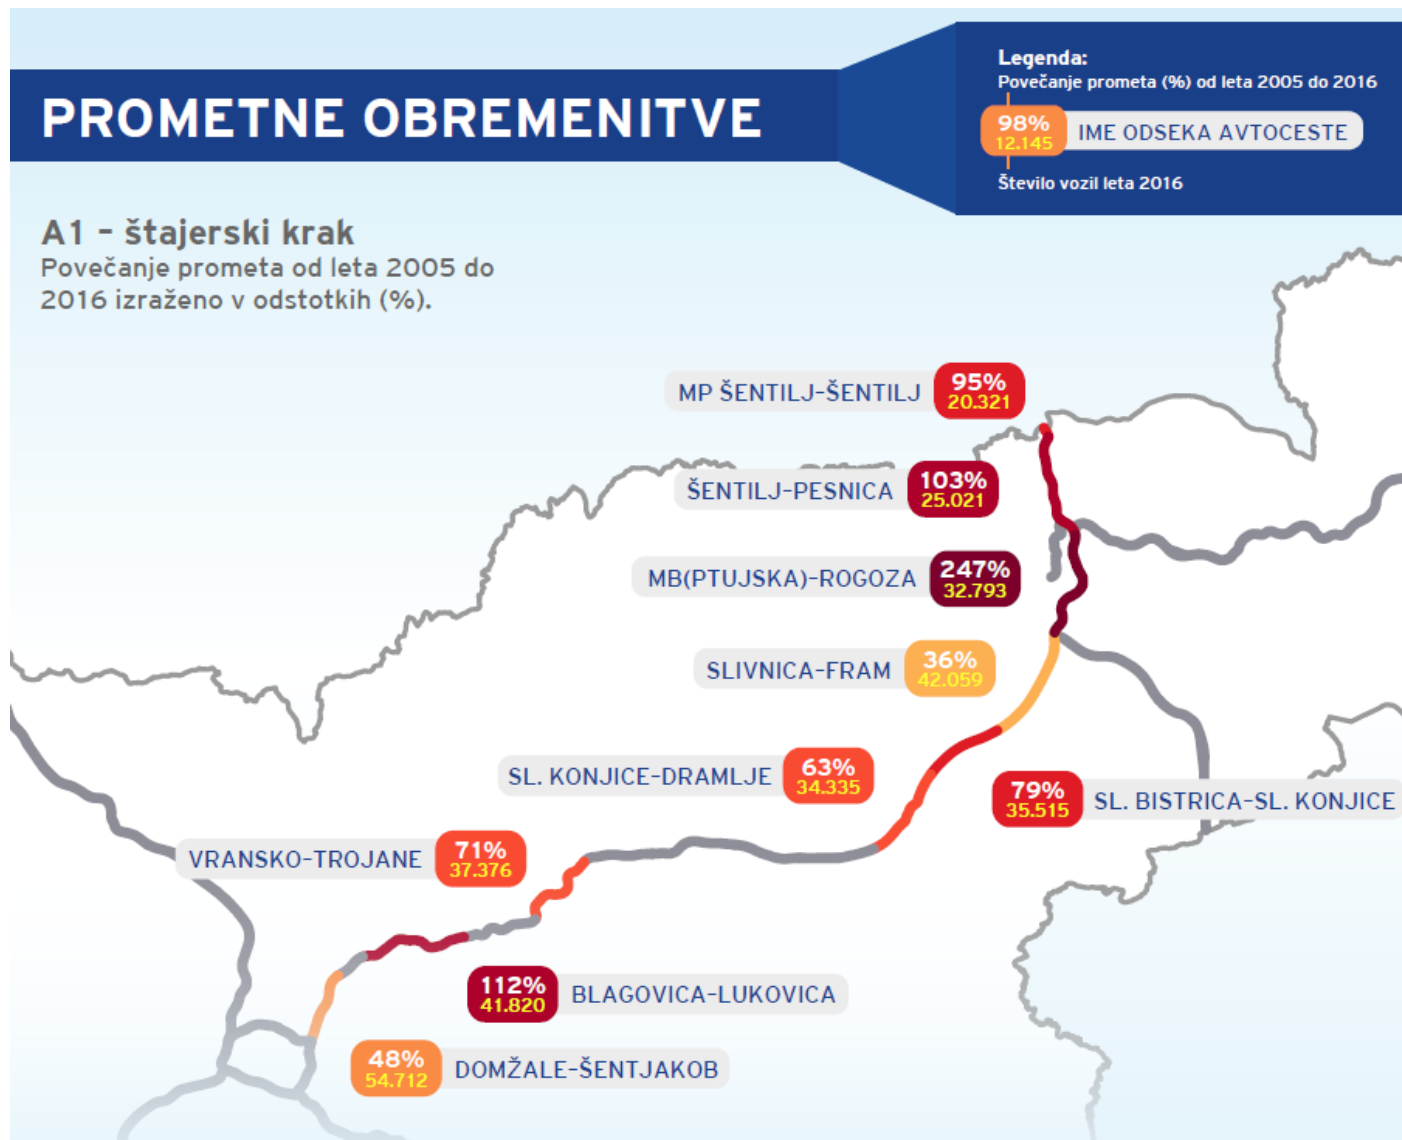 PROMETNE OBREMENITVE
Legenda:
Povečanje prometa (%) od leta 2005 do 2016
98%
12.145
IME ODSEKA AVTOCESTE
Število vozil leta 2016
A1 - štajerski krak
Povečanje prometa od leta 2005 do
2016 izraženo v odstotkih (%).
MP ŠENTILJ-ŠENTILJ
95%
20.321
ŠENTILJ-PESNICA
103%
25.021
MB(PTUJSKA)-ROGOZA
247%
32.793
SLIVNICA-FRAM
36%
42.059
SL. KONJICE-DRAMLJE
63%
34.335
79%
35.515
SL. BISTRICA-SL. KONJICE
VRANSKO-TROJANE
71%
37.376
112%
41.820
BLAGOVICA-LUKOVICA
48%
54.712
DOMŽALE-ŠENTJAKOB